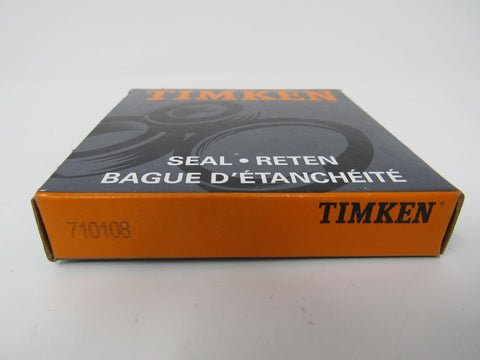 TIMKEN
SEAL • RETEN
BAGUE D'ÉTANCHÉITÉ
710108
TIMKEN